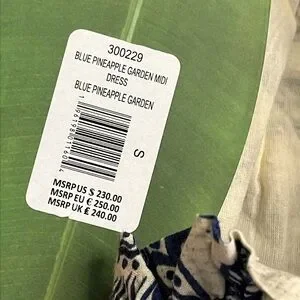 300229
BLUE PINEAPPLE GARDEN MIDI
DRESS
BLUE PINEAPPLE GARDEN
S
MSRP US $ 230.00
MSRP EU € 250.00
MSRP UK £ 240.00